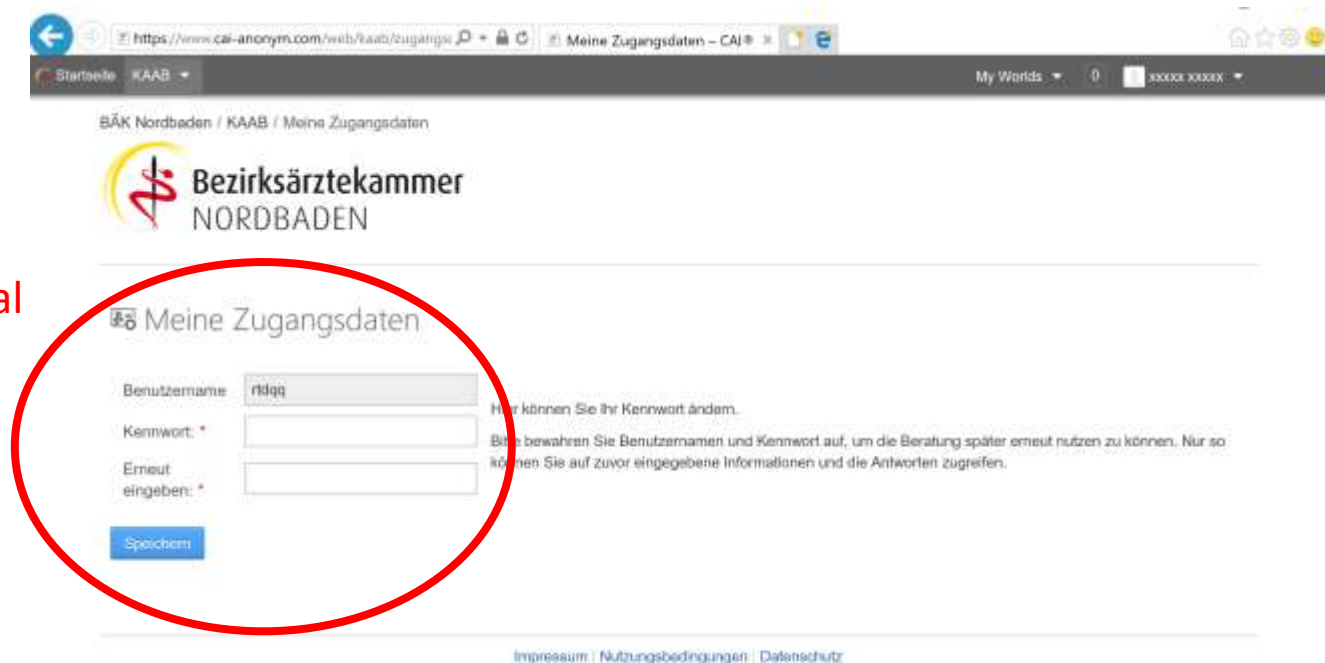 https://www.cai-anonym.com/web/kaab/zugangs
Meine Zugangsdaten – CAI®
Startseite KAAB
My Worlds 0 xxxxx xxxxx
BÄK Nordbaden / KAAB / Meine Zugangsdaten
Bezirksärztekammer
NORDBADEN
al
Meine Zugangsdaten
Benutzername
Kennwort: *
Erneut
eingeben: *
Speichern
Hier können Sie Ihr Kennwort ändern.
Bitte bewahren Sie Benutzernamen und Kennwort auf, um die Beratung später erneut nutzen zu können. Nur so
können Sie auf zuvor eingegebene Informationen und die Antworten zugreifen.
Impressum | Nutzungsbedingungen | Datenschutz